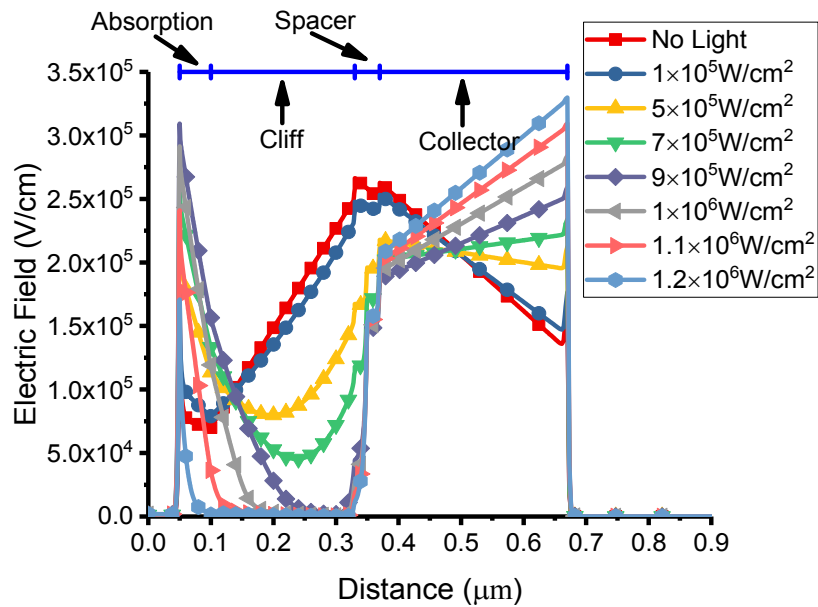 Absorption
Spacer
Cliff
Collector
No Light
1×10⁵W/cm²
5×10⁵W/cm²
7×10⁵W/cm²
9×10⁵W/cm²
1×10⁶W/cm²
1.1×10⁶W/cm²
1.2×10⁶W/cm²
Electric Field (V/cm)
3.5x10⁵
3.0x10⁵
2.5x10⁵
2.0x10⁵
1.5x10⁵
1.0x10⁵
5.0x10⁴
0.0
0.0 0.1 0.2 0.3 0.4 0.5 0.6 0.7 0.8 0.9
Distance (μm)